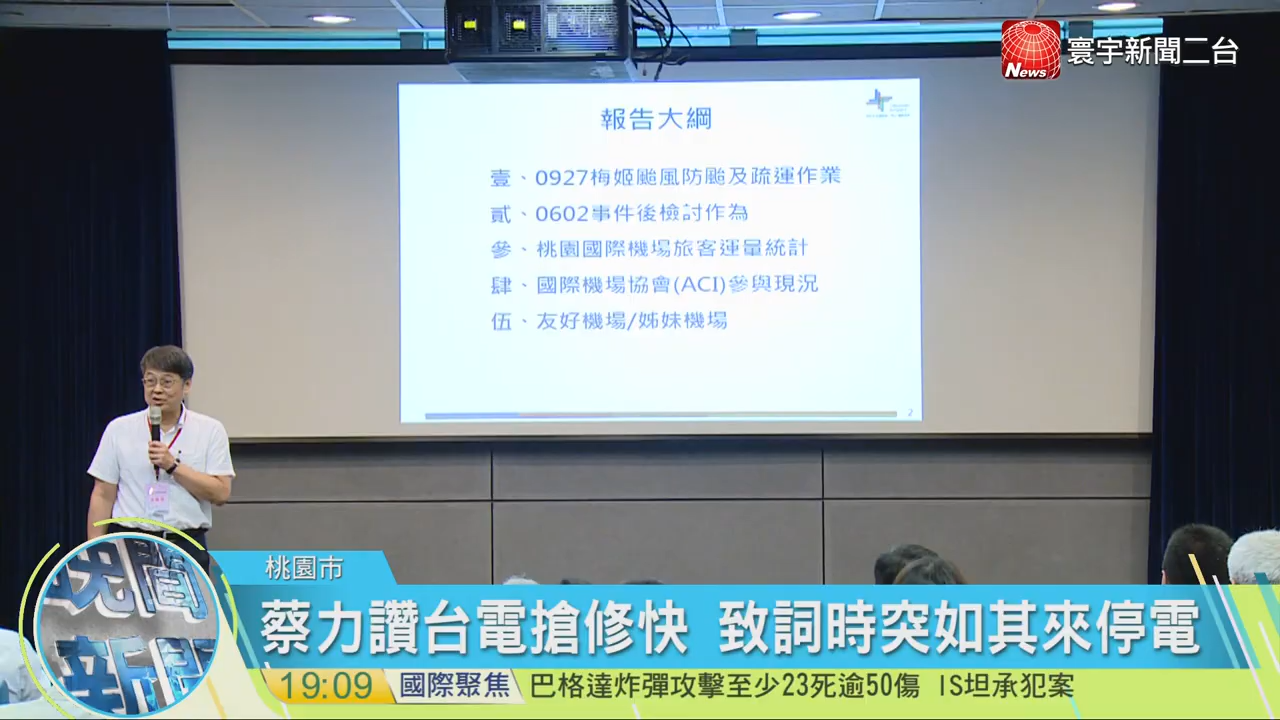 News 寰宇新聞二台
報告大綱
壹、0927梅姬颱風防颱及疏運作業
貳、0602事件後檢討作為
參、桃園國際機場旅客運量統計
肆、國際機場協會(ACI)參與現況
伍、友好機場/姊妹機場
2
桃園市
晚間新聞
蔡力讚台電搶修快 致詞時突如其來停電
19:09 國際聚焦 巴格達炸彈攻擊至少23死逾50傷 IS坦承犯案